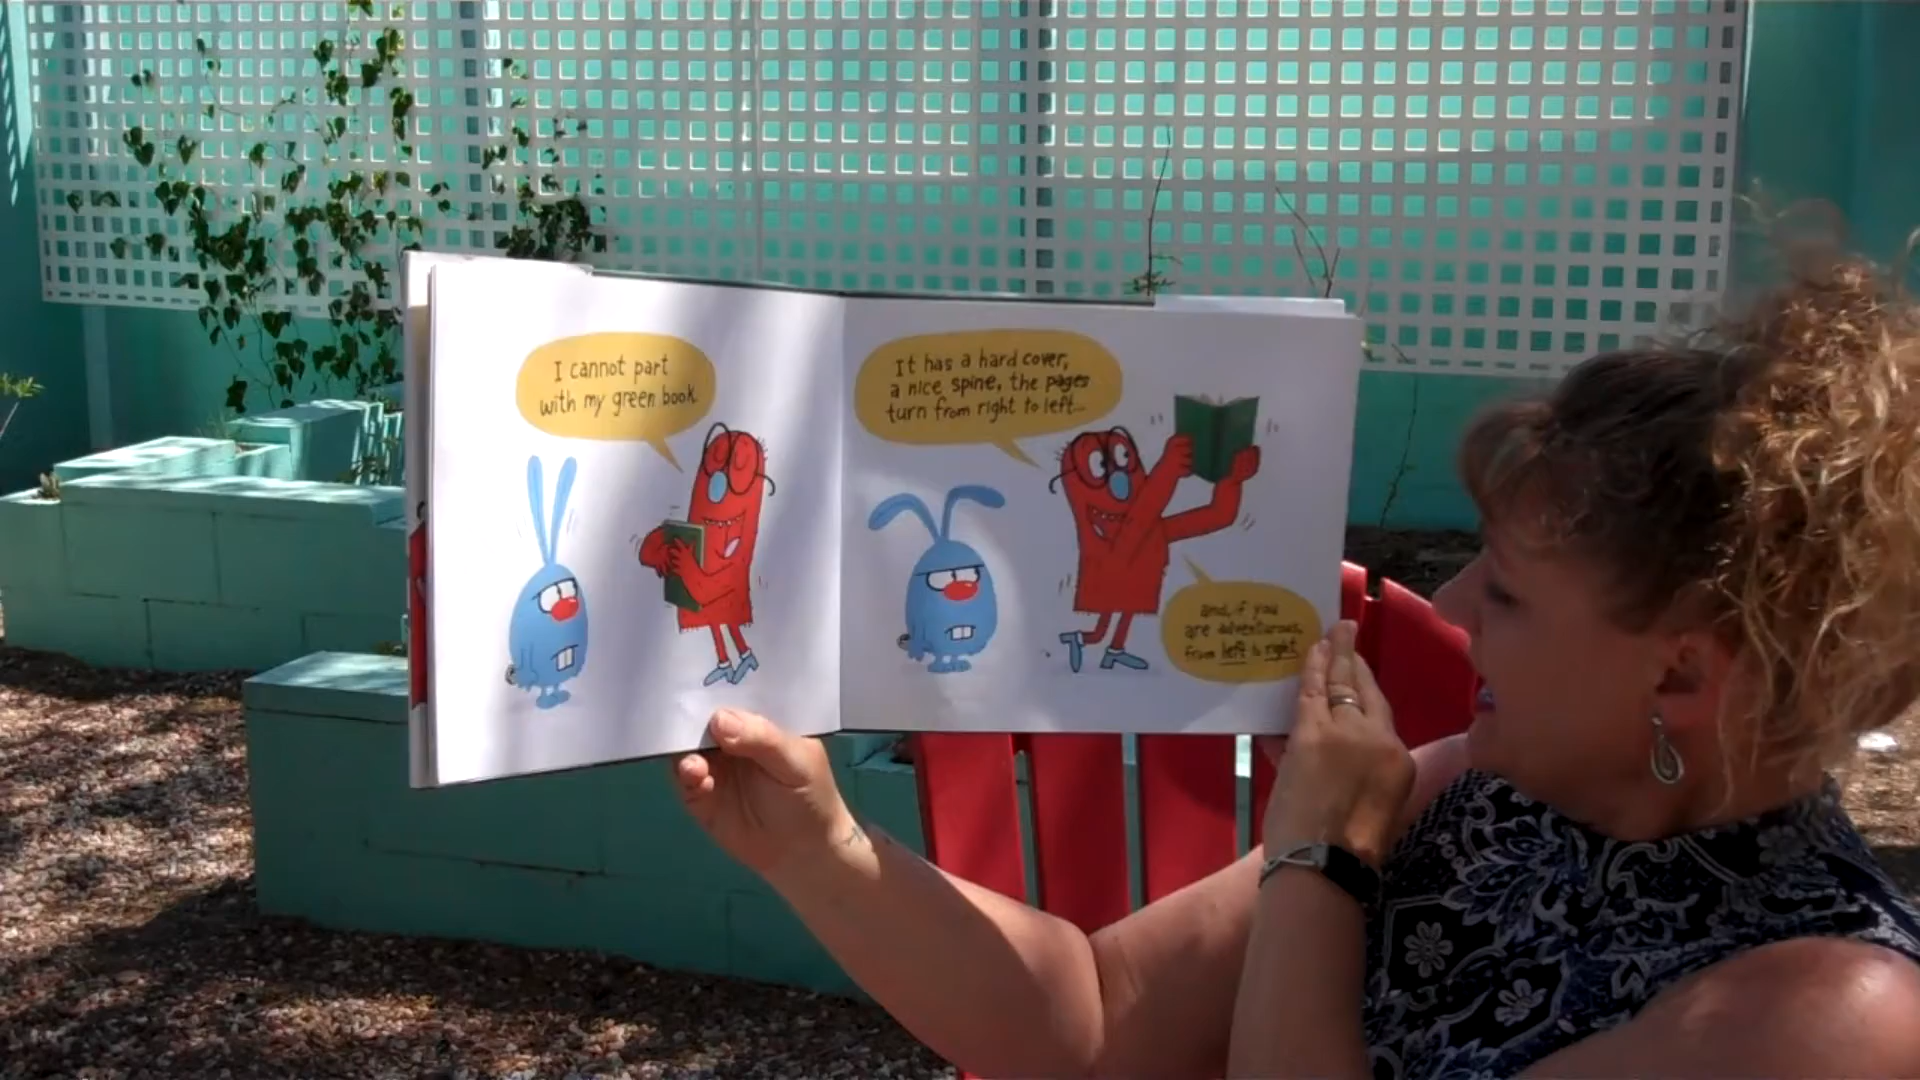 I cannot part
with my green book.
It has a hard cover,
a nice spine, the pages
turn from right to left...
and, if you
are adventurous,
from left to right.